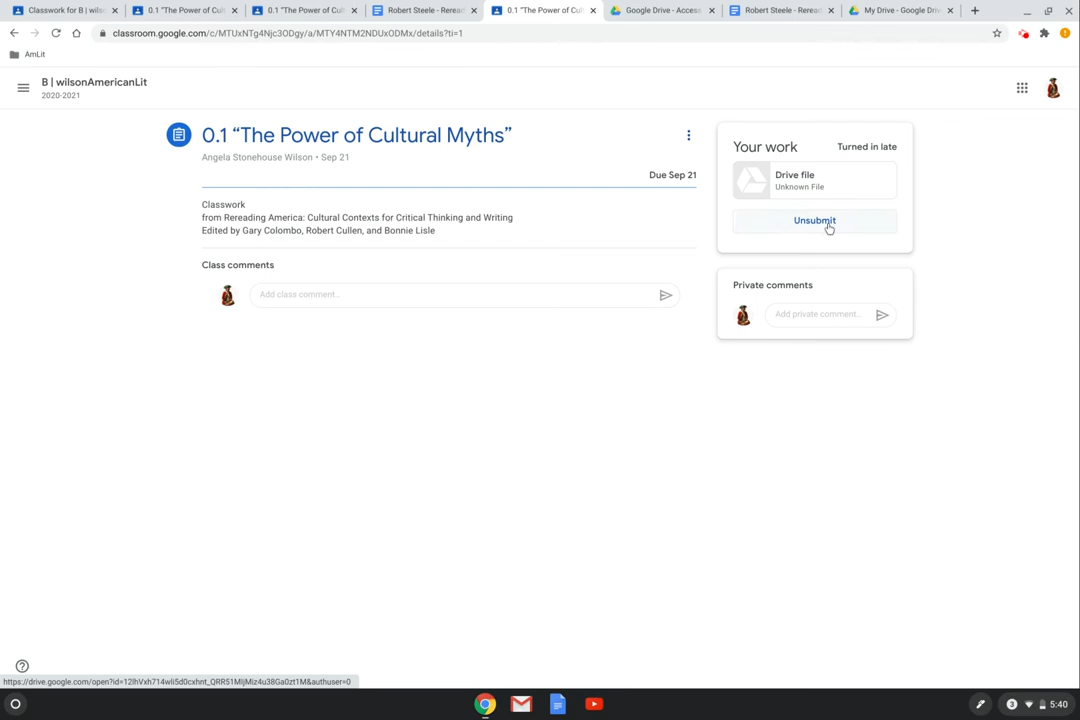 Classwork for B | wilso
0.1 "The Power of Cul
0.1 "The Power of Cul
Robert Steele - Reread
0.1 "The Power of Cul
Google Drive - Access
Robert Steele - Reread
My Drive - Google Driv
classroom.google.com/c/MTUxNTg4Njc3ODgy/a/MTY4NTM2NDUxODMx/details?ti=1
AmLit
B | wilsonAmericanLit
2020-2021
0.1 “The Power of Cultural Myths”
Angela Stonehouse Wilson • Sep 21
Due Sep 21
Classwork
from Rereading America: Cultural Contexts for Critical Thinking and Writing
Edited by Gary Colombo, Robert Cullen, and Bonnie Lisle
Class comments
Add class comment…
Your work
Turned in late
Drive file
Unknown File
Unsubmit
Private comments
Add private comment…
https://drive.google.com/open?id=12lhVxh714wli5d0cxhnt_QRR51MljMiz4u38Ga0zt1M&authuser=0
3
5:40